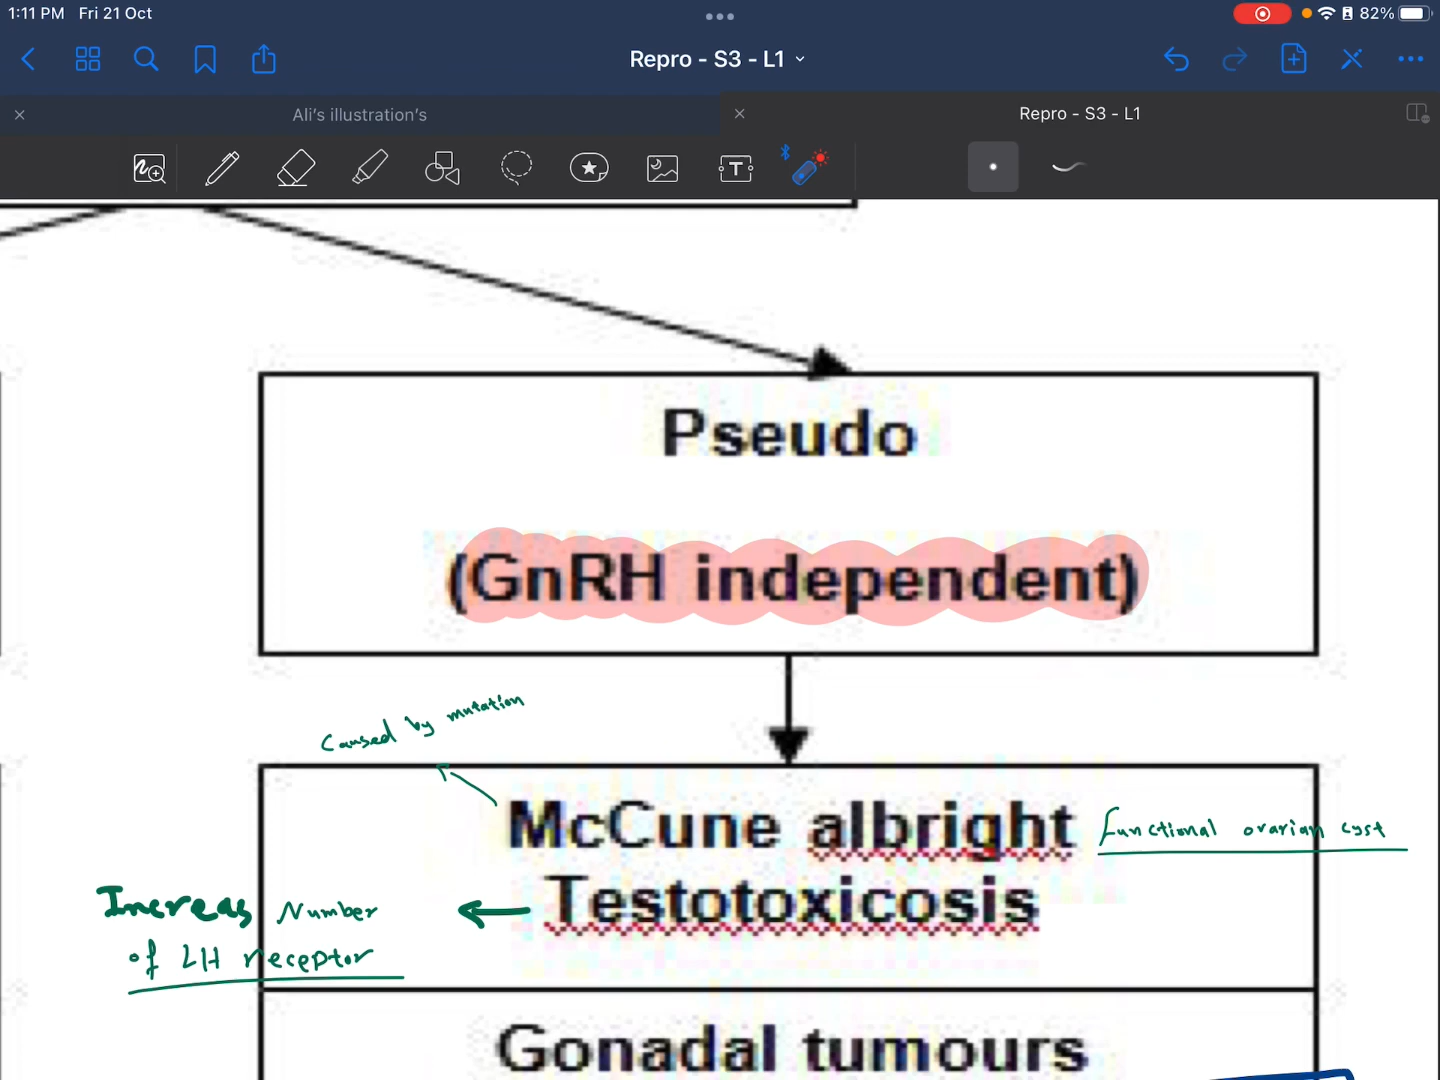 1:11 PM Fri 21 Oct
82%
Repro - S3 - L1
Ali's illustration's
Repro - S3 - L1
Pseudo
(GnRH independent)
Caused by mutation
McCune albright
Functional ovarian cyst
Testotoxicosis
Increas Number
of LH receptor
Gonadal tumours